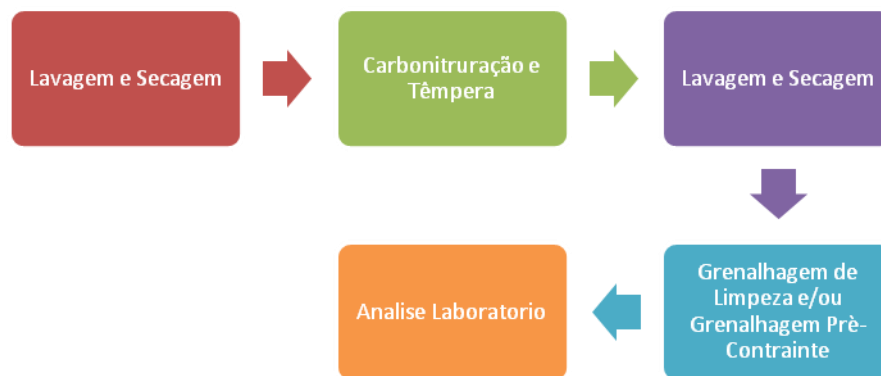 Lavagem e Secagem
Carbonitruração e
Têmpera
Lavagem e Secagem
Grenalhagem de
Limpeza e/ou
Grenalhagem Prè-
Contrainte
Analise Laboratorio